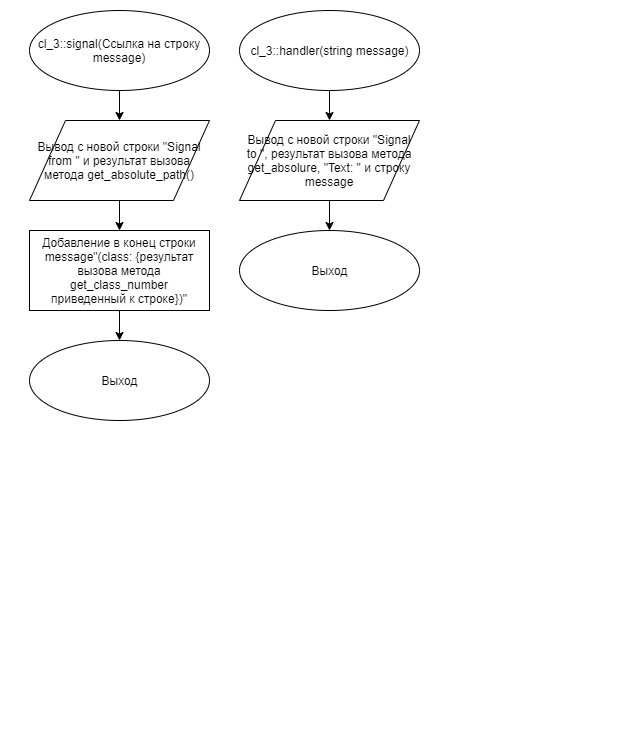 cl_3::signal(Ссылка на строку
message)
Вывод с новой строки "Signal
from " и результат вызова
метода get_absolute_path()
Добавление в конец строки
message"(class: {результат
вызова метода
get_class_number
приведенный к строке})"
Выход
cl_3::handler(string message)
Вывод с новой строки "Signal
to ", результат вызова метода
get_absolure, "Text: " и строку
message
Выход